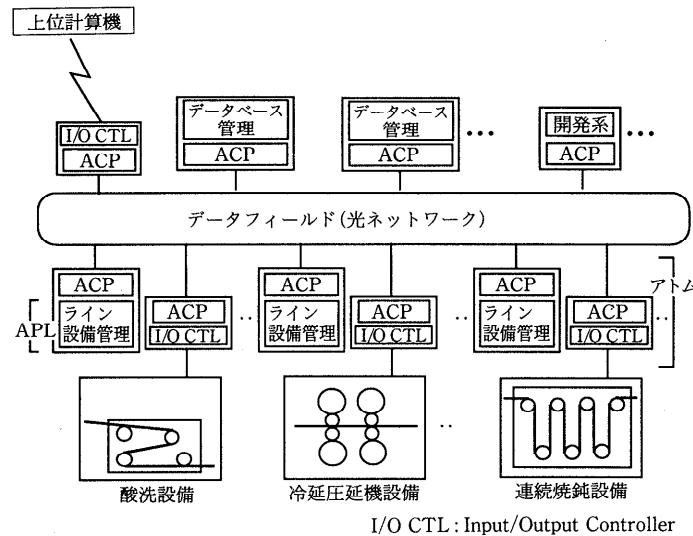 上位計算機
I/O CTL
ACP
データベース
管理
ACP
データベース
管理
ACP
•••
開発系
ACP
•••
データフィールド(光ネットワーク)
APL
ACP
ライン
設備管理
ACP
I/O CTL
‥
ACP
ライン
設備管理
ACP
I/O CTL
‥
ACP
ライン
設備管理
ACP
I/O CTL
‥
アトム
酸洗設備
冷延圧延機設備
‥
連続焼鈍設備
I/O CTL : Input/Output Controller